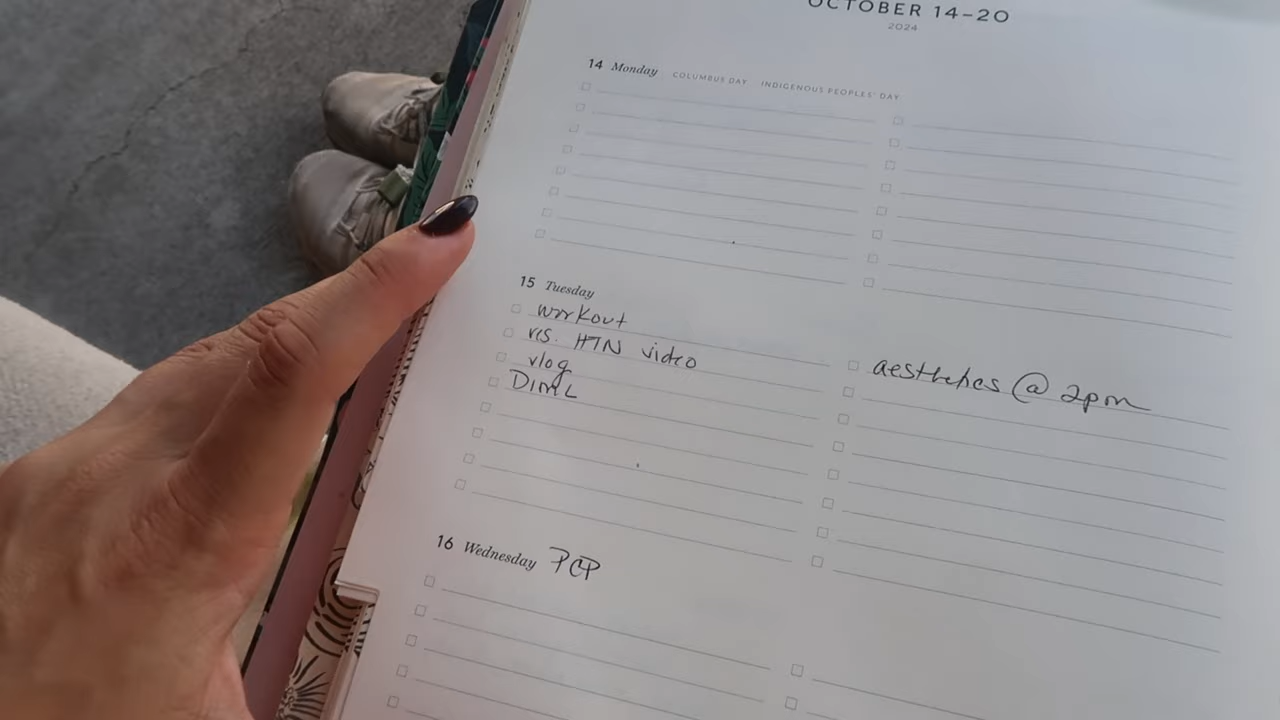 OCTOBER 14–20
2024
14 Monday COLUMBUS DAY INDIGENOUS PEOPLES' DAY
15 Tuesday
workout
res. HTN video
vlog
DIML
aesthetics @ 2pm
16 Wednesday PCP